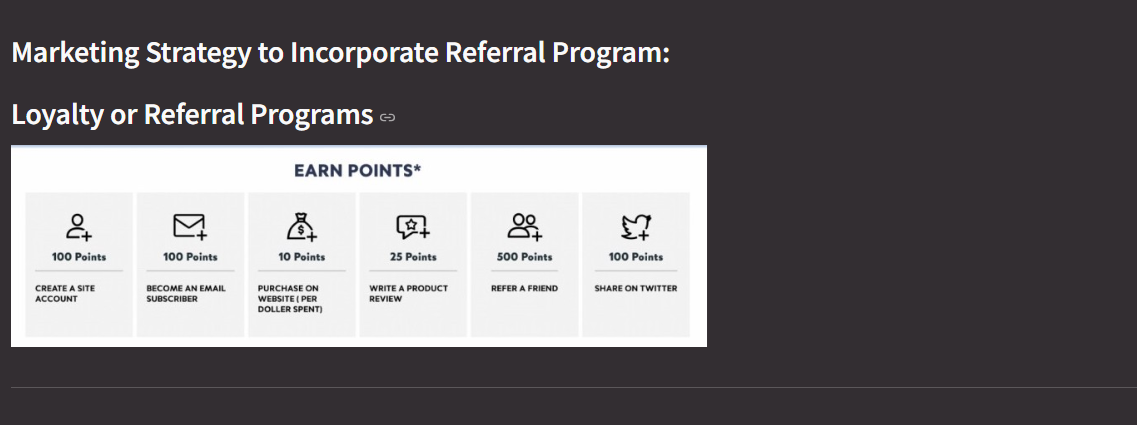 Marketing Strategy to Incorporate Referral Program:
Loyalty or Referral Programs
EARN POINTS*
100 Points
CREATE A SITE
ACCOUNT
100 Points
BECOME AN EMAIL
SUBSCRIBER
10 Points
PURCHASE ON
WEBSITE ( PER
DOLLER SPENT)
25 Points
WRITE A PRODUCT
REVIEW
500 Points
REFER A FRIEND
100 Points
SHARE ON TWITTER